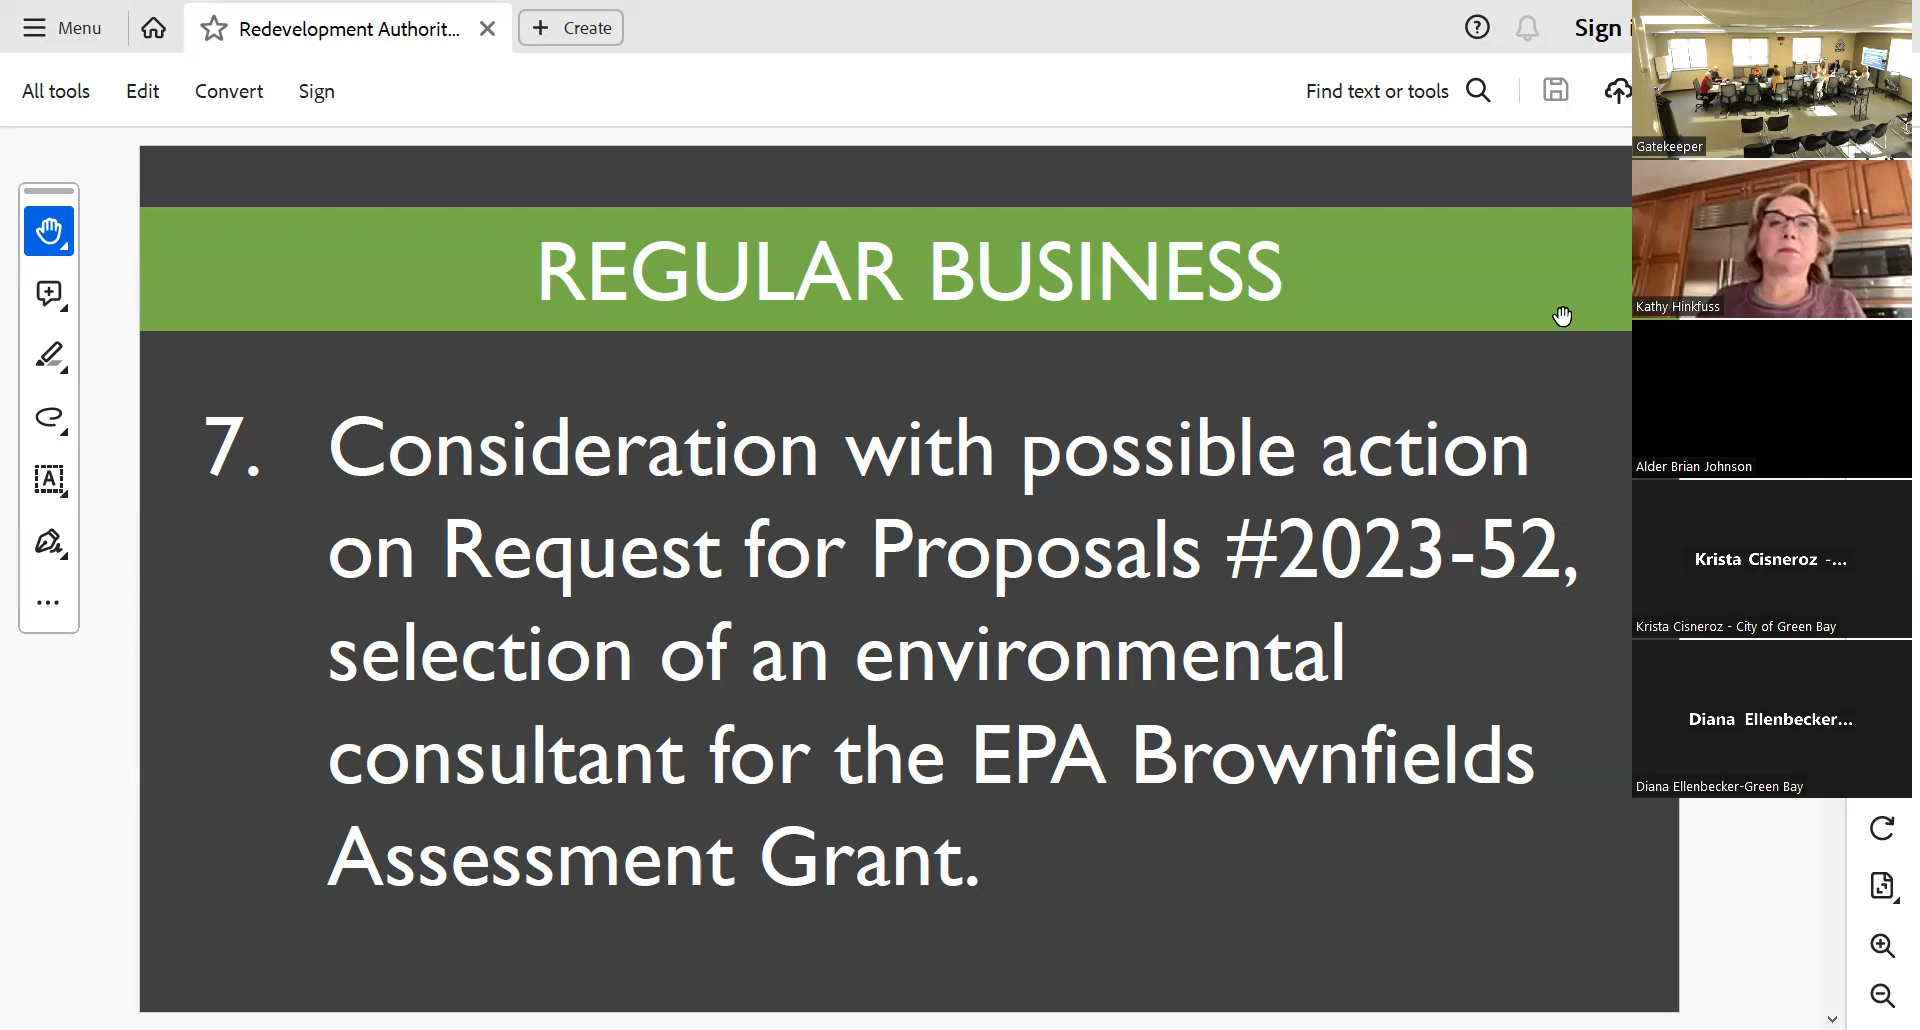 Menu
Redevelopment Authorit...
Create
Sign i
All tools
Edit
Convert
Sign
Find text or tools
REGULAR BUSINESS
7. Consideration with possible action
on Request for Proposals #2023-52,
selection of an environmental
consultant for the EPA Brownfields
Assessment Grant.
Gatekeeper
Kathy Hinkfuss
Alder Brian Johnson
Krista Cisneroz -...
Krista Cisneroz - City of Green Bay
Diana Ellenbecker...
Diana Ellenbecker-Green Bay